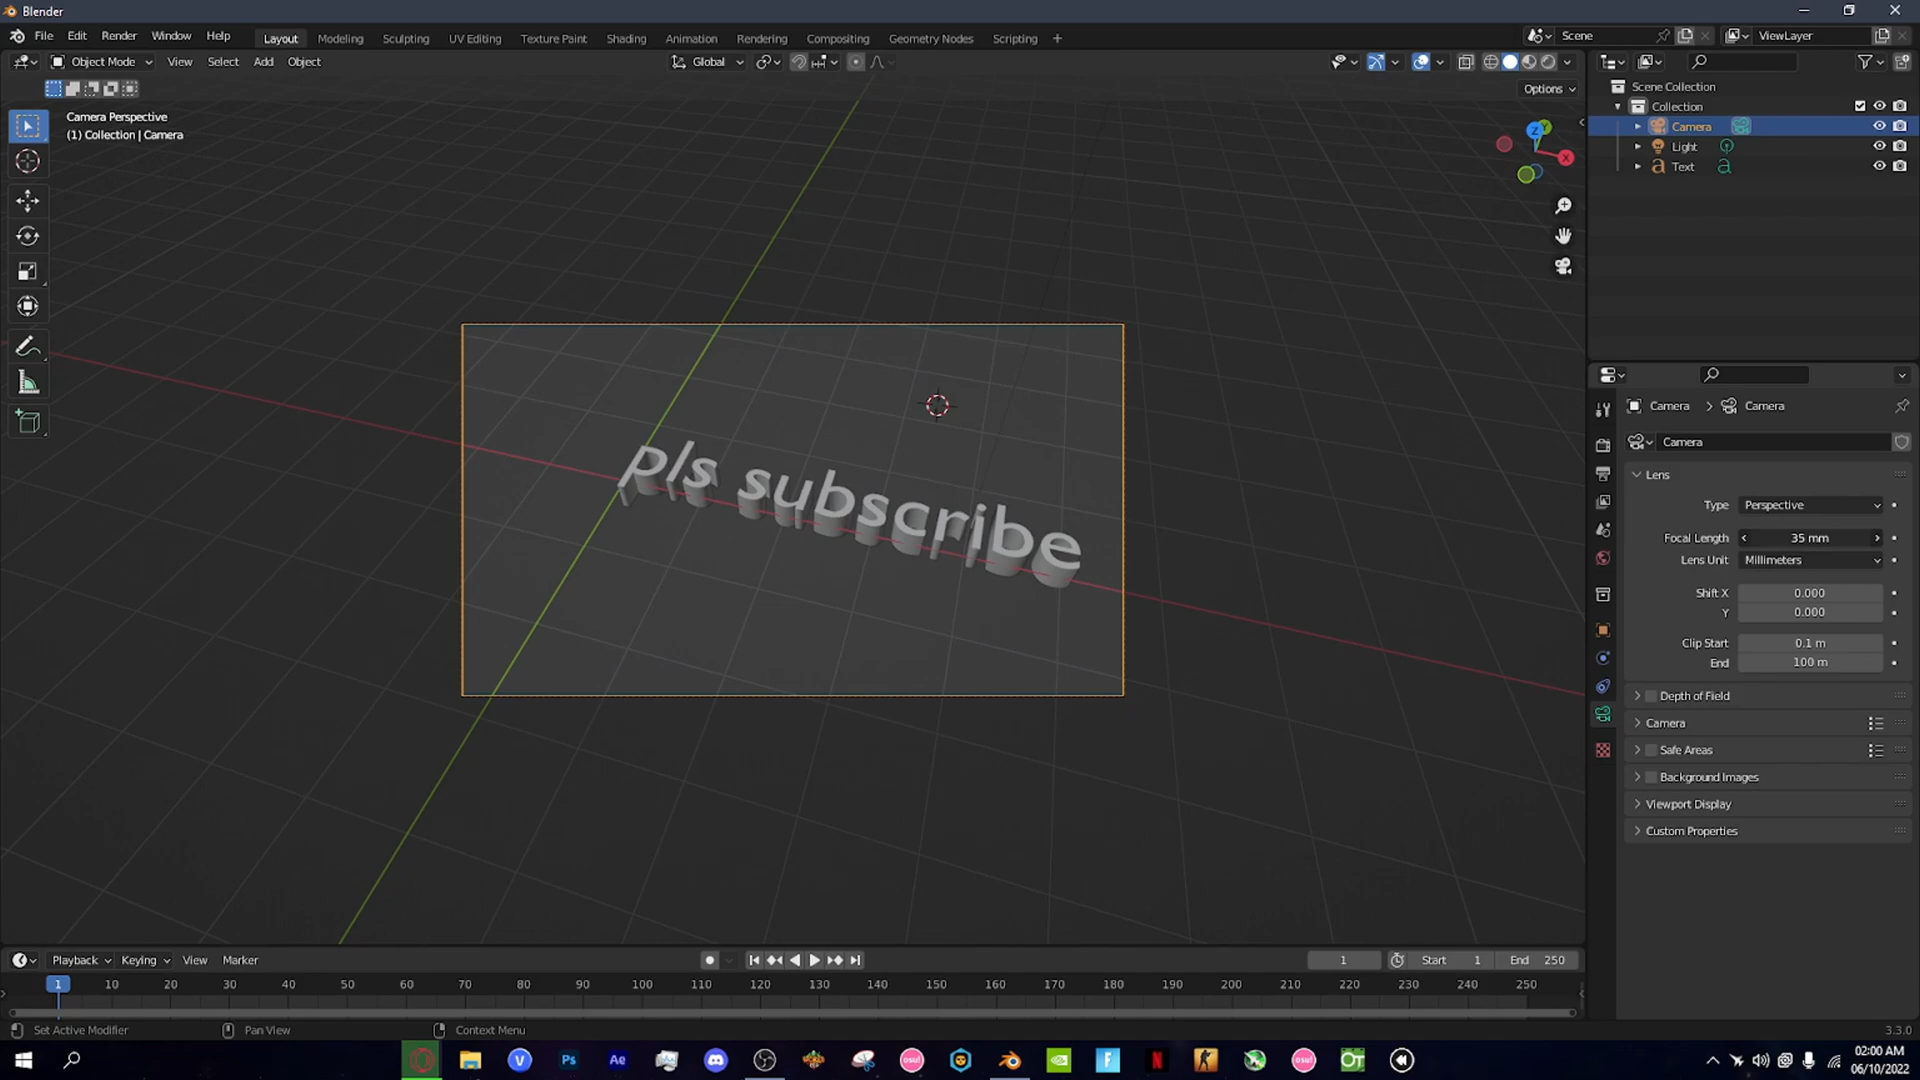 Blender
File Edit Render Window Help Layout Modeling Sculpting UV Editing Texture Paint Shading Animation Rendering Compositing Geometry Nodes Scripting + Scene ViewLayer
Object Mode View Select Add Object Global
Options
Camera Perspective
(1) Collection | Camera
Z
Y
X
pls subscribe
Scene Collection
Collection
Camera
Light
Text
Camera > Camera
Camera
Lens
Type Perspective
Focal Length 35 mm
Lens Unit Millimeters
Shift X 0.000
Y 0.000
Clip Start 0.1 m
End 100 m
Depth of Field
Camera
Safe Areas
Background Images
Viewport Display
Custom Properties
Playback Keying View Marker 1 Start 1 End 250
1 10 20 30 40 50 60 70 80 90 100 110 120 130 140 150 160 170 180 190 200 210 220 230 240 250
Set Active Modifier Pan View Context Menu 3.3.0
V Ps Ae osu! F N osu! OT
02:00 AM
06/10/2022